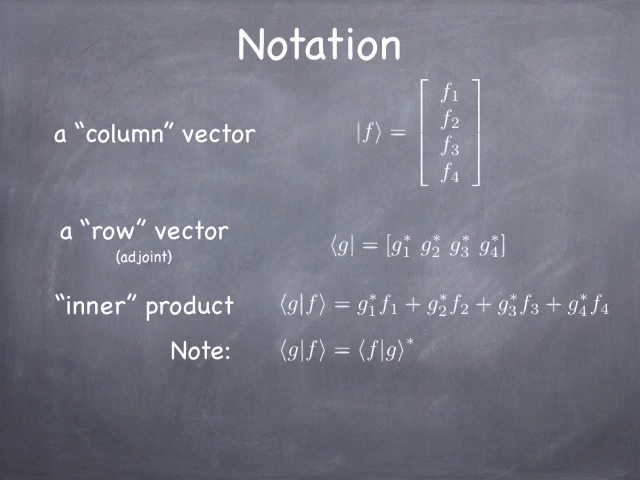 Notation
a “column” vector |f⟩ = [ f₁ f₂ f₃ f₄ ]
a “row” vector ⟨g| = [g₁* g₂* g₃* g₄*]
(adjoint)
“inner” product ⟨g|f⟩ = g₁*f₁ + g₂*f₂ + g₃*f₃ + g₄*f₄
Note: ⟨g|f⟩ = ⟨f|g⟩*